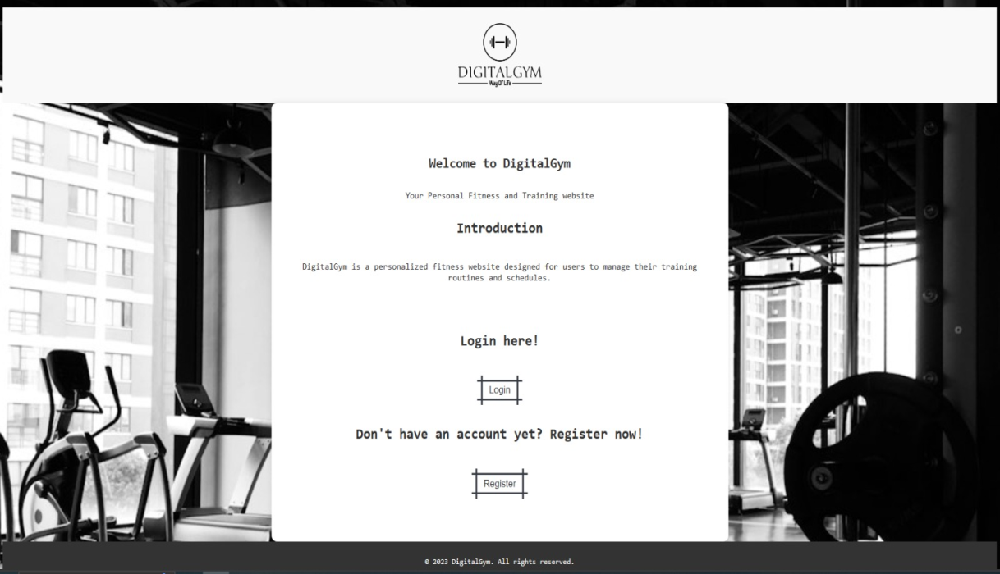 DIGITALGYM
Way Of Life
Welcome to DigitalGym
Your Personal Fitness and Training website
Introduction
DigitalGym is a personalized fitness website designed for users to manage their training
routines and schedules.
Login here!
Login
Don't have an account yet? Register now!
Register
© 2023 DigitalGym. All rights reserved.